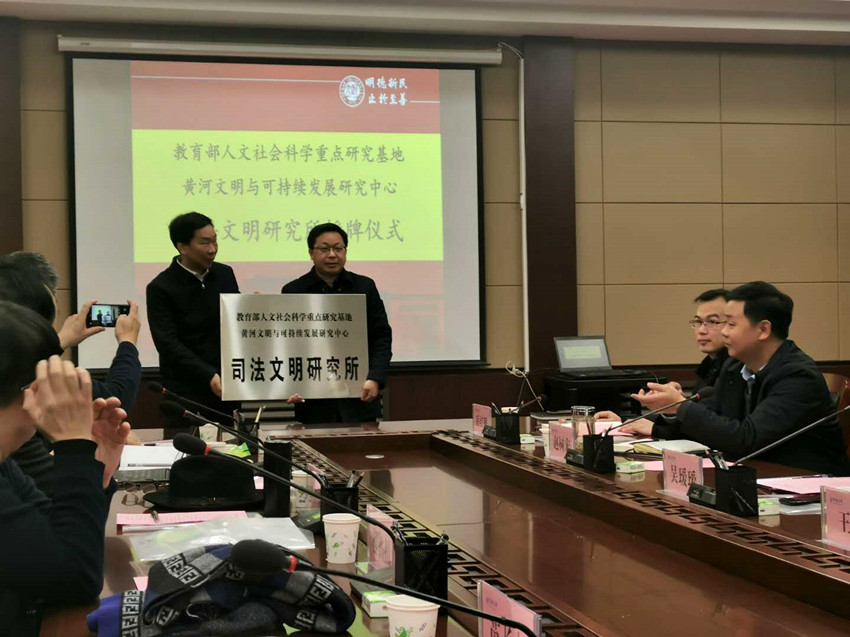 明德新民
止於至善
教育部人文社会科学重点研究基地
黄河文明与可持续发展研究中心
文明研究所 牌仪式
教育部人文社会科学重点研究基地
黄河文明与可持续发展研究中心
司法文明研究所
吴瑗瑗
王